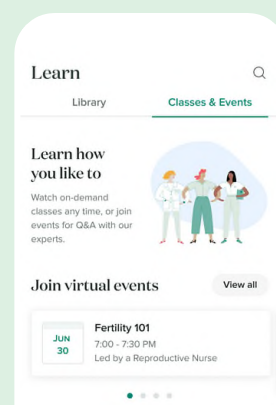 Learn
Library
Classes & Events
Learn how
you like to
Watch on-demand
classes any time, or join
events for Q&A with our
experts.
Join virtual events
View all
JUN
30
Fertility 101
7:00 - 7:30 PM
Led by a Reproductive Nurse